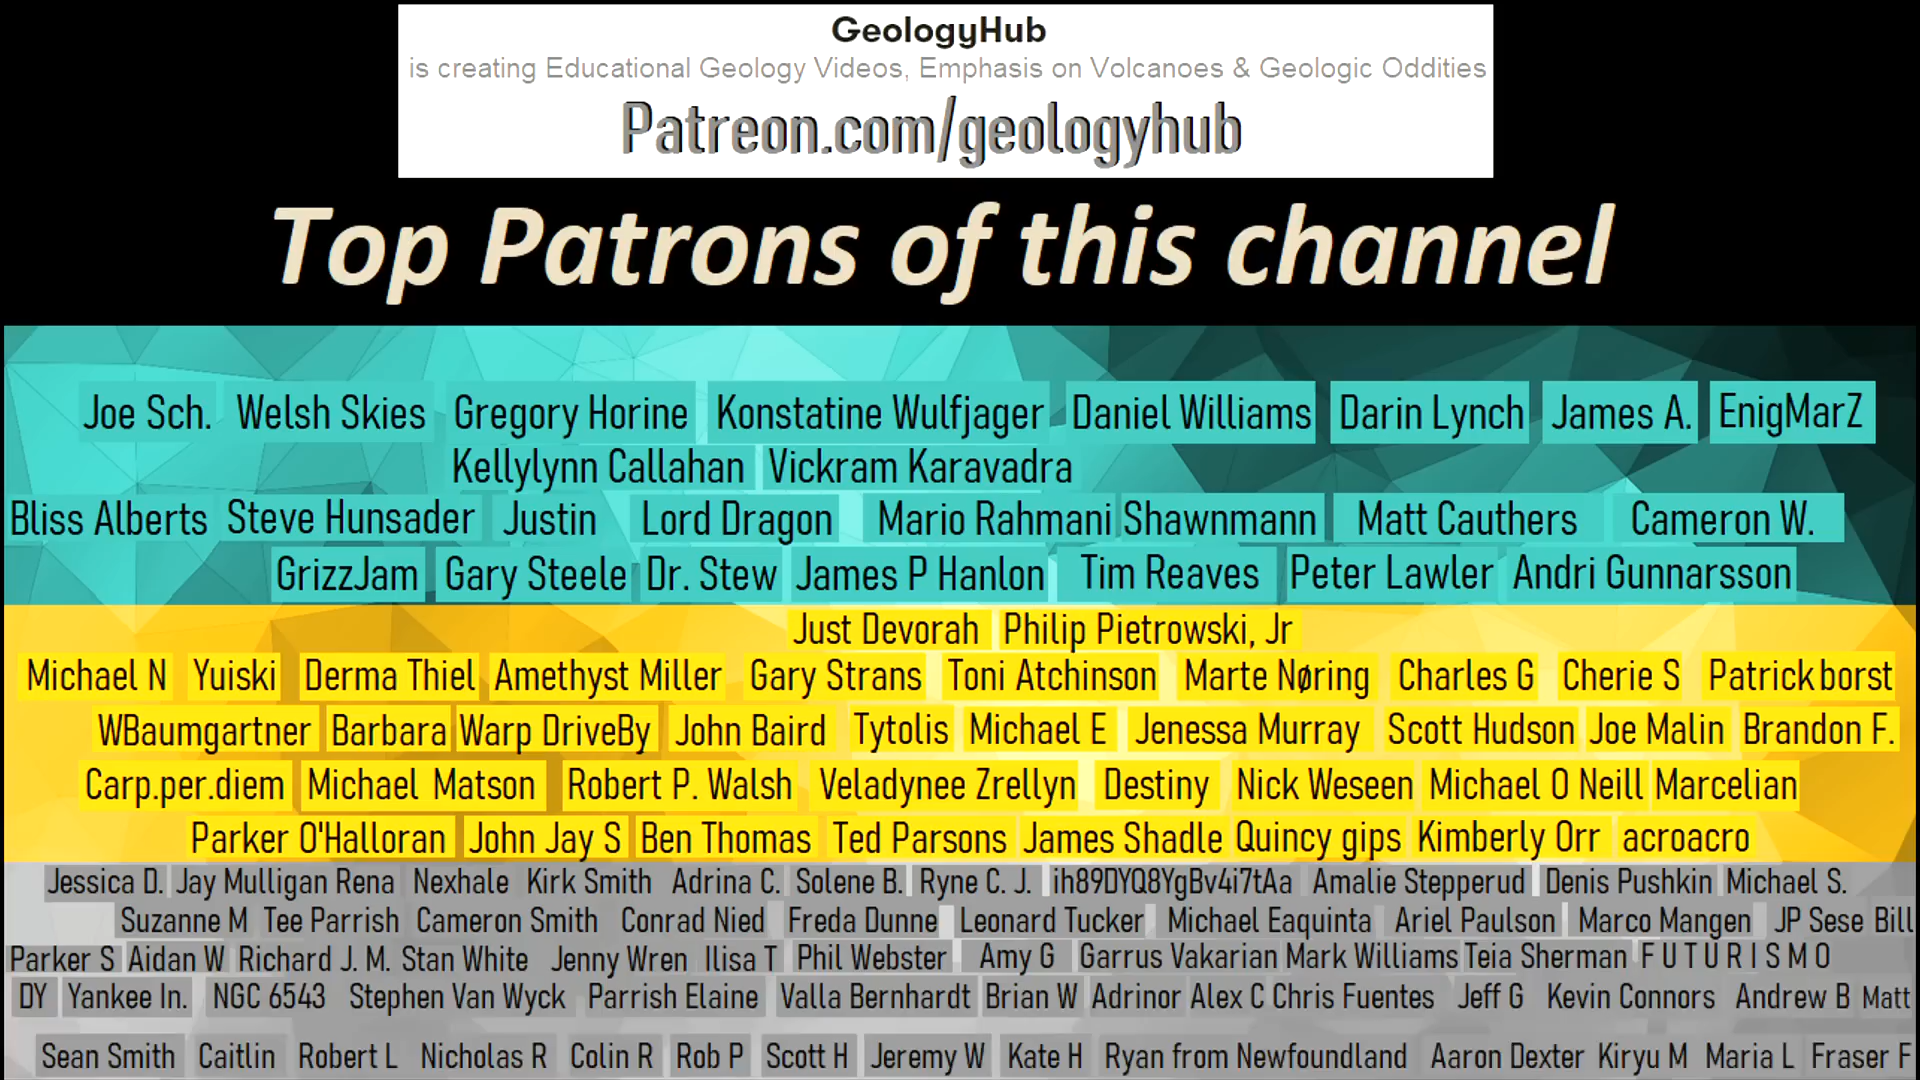 GeologyHub
is creating Educational Geology Videos, Emphasis on Volcanoes & Geologic Oddities
Patreon.com/geologyhub
Top Patrons of this channel
Joe Sch. Welsh Skies Gregory Horine Konstatine Wulfjager Daniel Williams Darin Lynch James A. EnigMarZ
Kellylynn Callahan Vickram Karavadra
Bliss Alberts Steve Hunsader Justin Lord Dragon Mario Rahmani Shawnmann Matt Cauthers Cameron W.
GrizzJam Gary Steele Dr. Stew James P Hanlon Tim Reaves Peter Lawler Andri Gunnarsson
Just Devorah Philip Pietrowski, Jr
Michael N Yuiski Derma Thiel Amethyst Miller Gary Strans Toni Atchinson Marte Nøring Charles G Cherie S Patrick borst
WBaumgartner Barbara Warp DriveBy John Baird Tytolis Michael E Jenessa Murray Scott Hudson Joe Malin Brandon F.
Carp.per.diem Michael Matson Robert P. Walsh Veladynee Zrellyn Destiny Nick Weseen Michael O Neill Marcelian
Parker O'Halloran John Jay S Ben Thomas Ted Parsons James Shadle Quincy gips Kimberly Orr acroacro
Jessica D. Jay Mulligan Rena Nexhale Kirk Smith Adrina C. Solene B. Ryne C. J. ih89DYQ8YgBv4i7tAa Amalie Stepperud Denis Pushkin Michael S.
Suzanne M Tee Parrish Cameron Smith Conrad Nied Freda Dunne Leonard Tucker Michael Eaquinta Ariel Paulson Marco Mangen JP Sese Bill
Parker S Aidan W Richard J. M. Stan White Jenny Wren Ilisa T Phil Webster Amy G Garrus Vakarian Mark Williams Teia Sherman F U T U R I S M O
DY Yankee In. NGC 6543 Stephen Van Wyck Parrish Elaine Valla Bernhardt Brian W Adrinor Alex C Chris Fuentes Jeff G Kevin Connors Andrew B Matt
Sean Smith Caitlin Robert L Nicholas R Colin R Rob P Scott H Jeremy W Kate H Ryan from Newfoundland Aaron Dexter Kiryu M Maria L Fraser F